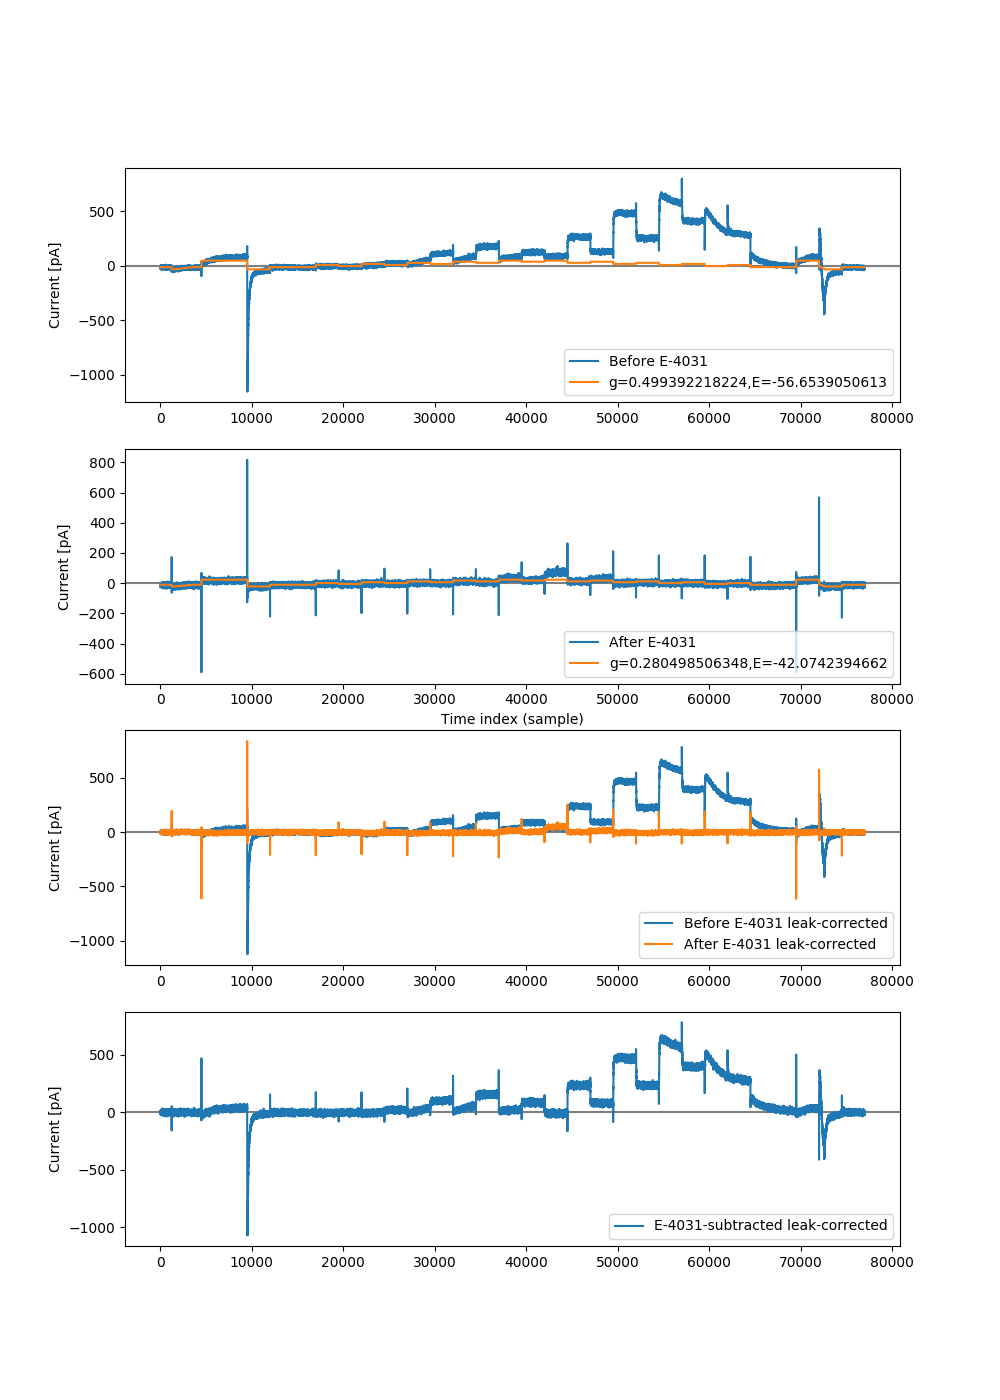 500
0
−500
−1000
Current [pA]
Before E-4031
g=0.499392218224,E=-56.6539050613
0 10000 20000 30000 40000 50000 60000 70000 80000
800
600
400
200
0
−200
−400
−600
Current [pA]
After E-4031
g=0.280498506348,E=-42.0742394662
0 10000 20000 30000 40000 50000 60000 70000 80000
Time index (sample)
500
0
−500
−1000
Current [pA]
Before E-4031 leak-corrected
After E-4031 leak-corrected
0 10000 20000 30000 40000 50000 60000 70000 80000
500
0
−500
−1000
Current [pA]
E-4031-subtracted leak-corrected
0 10000 20000 30000 40000 50000 60000 70000 80000